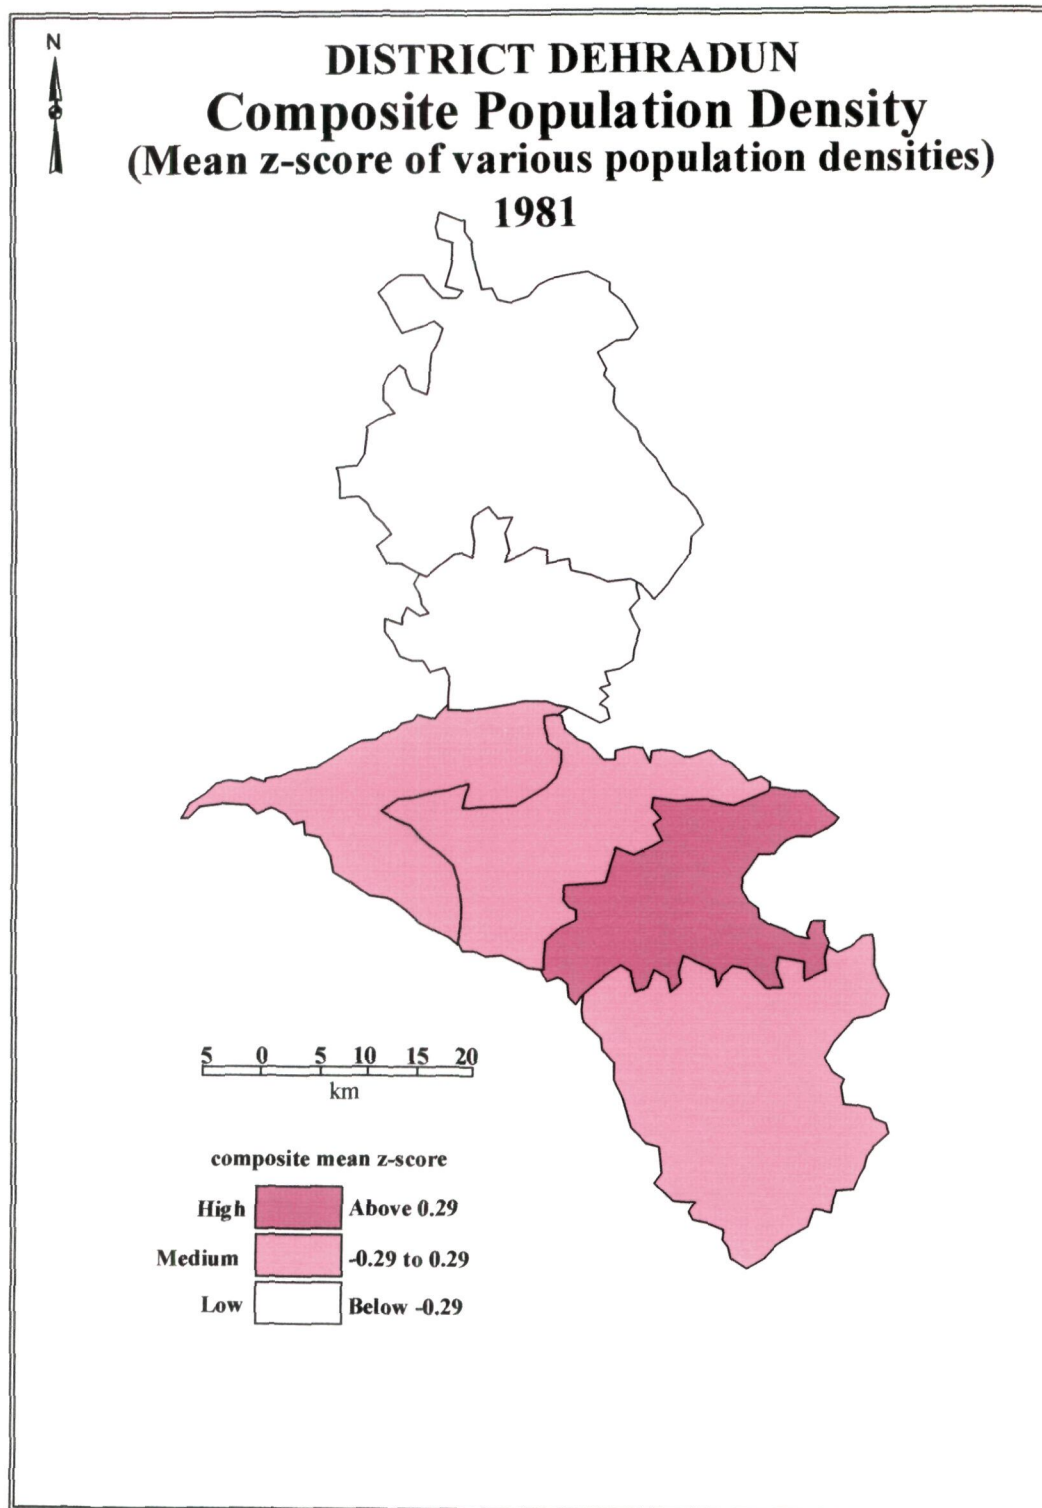 N
DISTRICT DEHRADUN
Composite Population Density
(Mean z-score of various population densities)
1981
5 0 5 10 15 20
km
composite mean z-score
High Above 0.29
Medium -0.29 to 0.29
Low Below -0.29